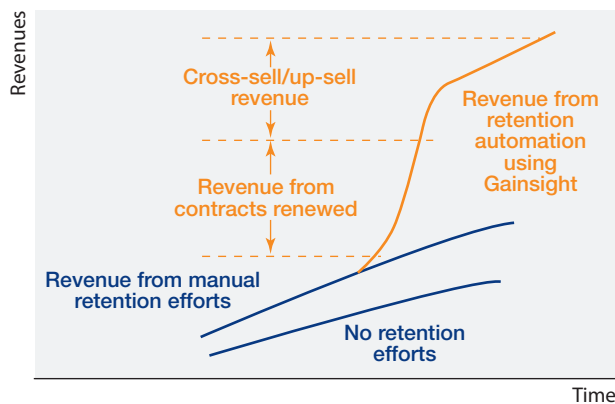 Revenues
Cross-sell/up-sell
revenue
Revenue from
retention
automation
using
Gainsight
Revenue from
contracts renewed
Revenue from manual
retention efforts
No retention
efforts
Time